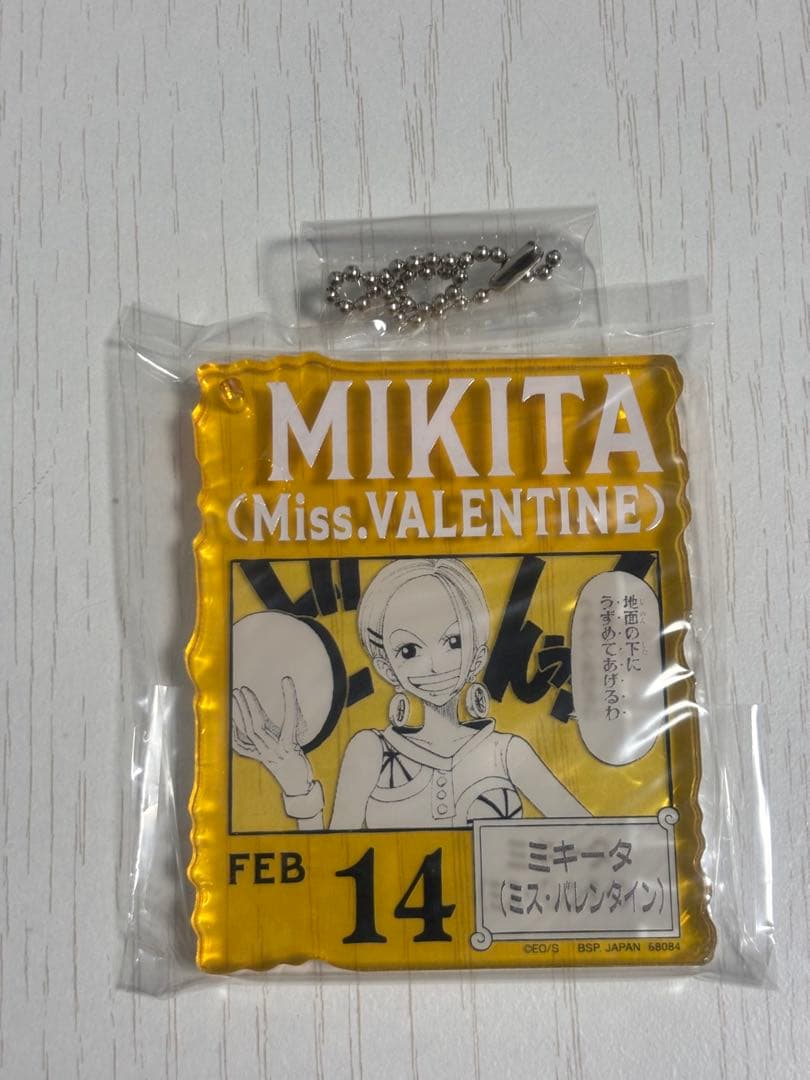 MIKITA
(Miss.VALENTINE)
地面の下に
うずめてあげるわ
FEB 14
ミキータ
(ミス・バレンタイン)
©EO/S BSP JAPAN 68084